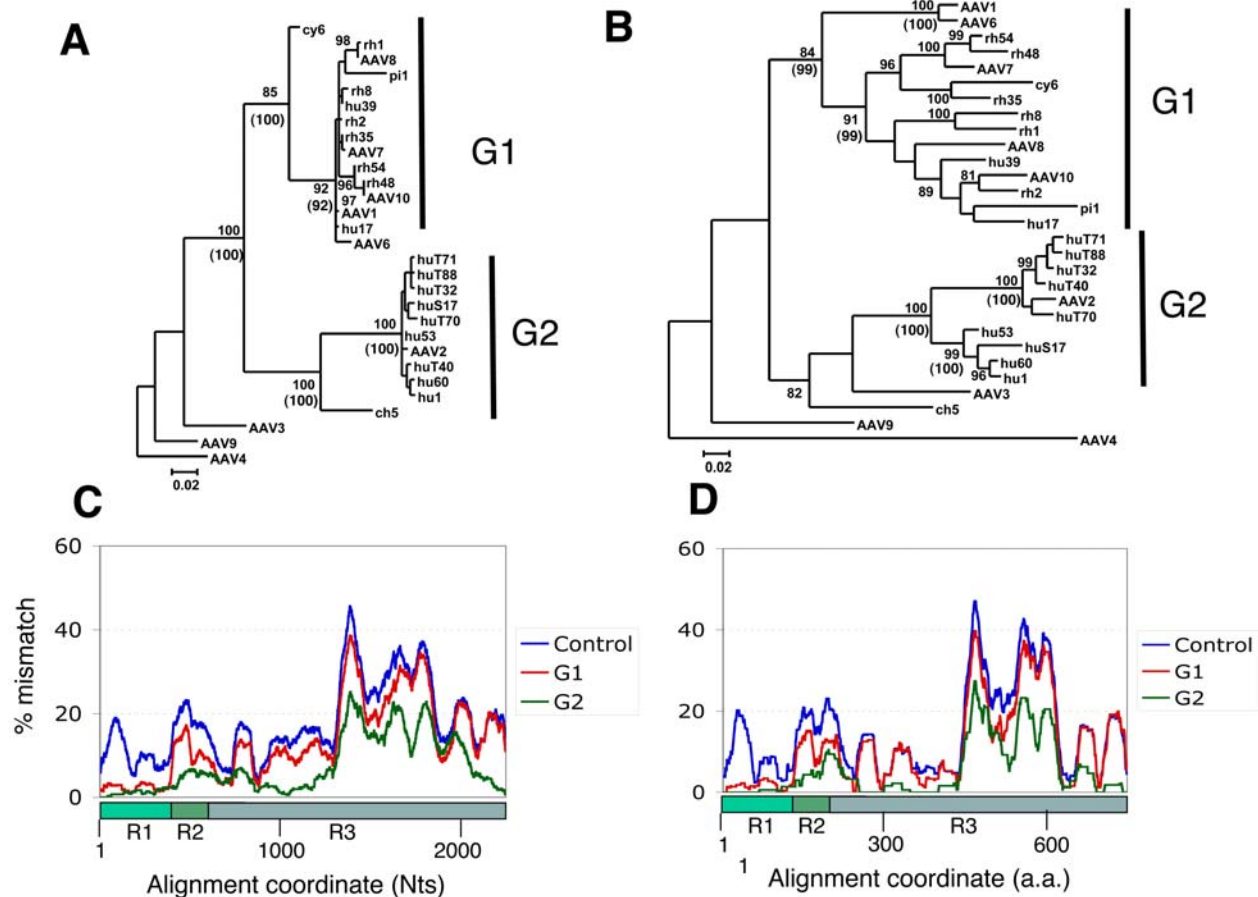 A
cy6
98
rh1
AAV8
pi1
85
(100)
rh8
hu39
rh2
rh35
AAV7
rh54
92
96
rh48
(92)
97
AAV10
AAV1
hu17
AAV6
G1
100
(100)
huT71
huT88
huT32
huS17
huT70
100
(100)
hu53
AAV2
huT40
hu60
hu1
100
(100)
ch5
G2
AAV3
AAV9
AAV4
0.02
B
100
(100)
AAV1
AAV6
84
(99)
99
rh54
100
rh48
96
AAV7
cy6
100
rh35
91
(99)
100
rh8
rh1
AAV8
hu39
81
AAV10
89
rh2
pi1
hu17
G1
huT71
huT88
99
huT32
100
(100)
huT40
AAV2
huT70
100
(100)
hu53
99
(100)
huS17
hu60
96
hu1
G2
82
AAV3
ch5
AAV9
AAV4
0.02
C
60
40
20
0
% mismatch
Control
G1
G2
R1
R2
R3
1
1000
2000
Alignment coordinate (Nts)
D
60
40
20
0
Control
G1
G2
R1
R2
R3
1
300
600
1
Alignment coordinate (a.a.)